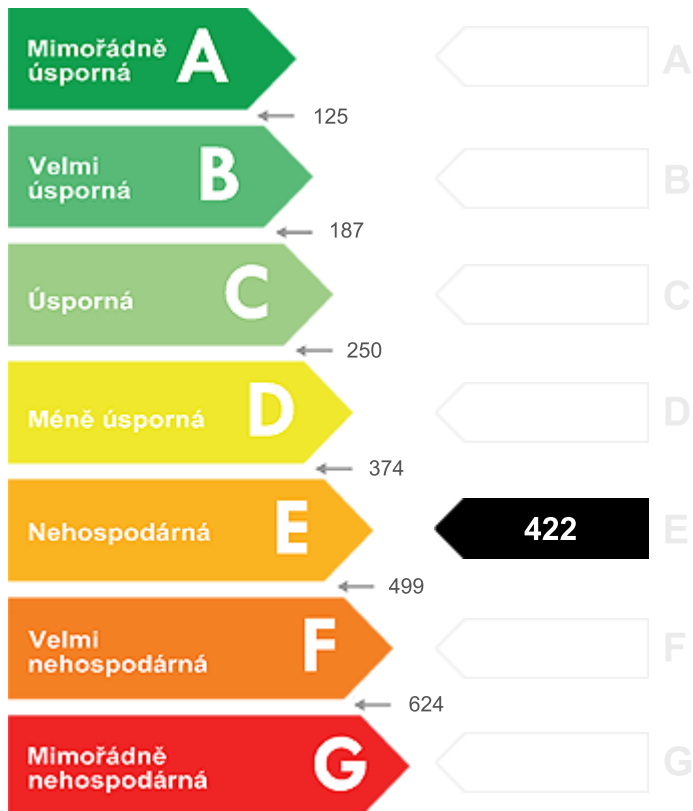 Mimořádně
úsporná
A
A
125
Velmi
úsporná
B
B
187
Úsporná
C
C
250
Méně úsporná
D
D
374
Nehospodárná
E
422
E
499
Velmi
nehospodárná
F
F
624
Mimořádně
nehospodárná
G
G